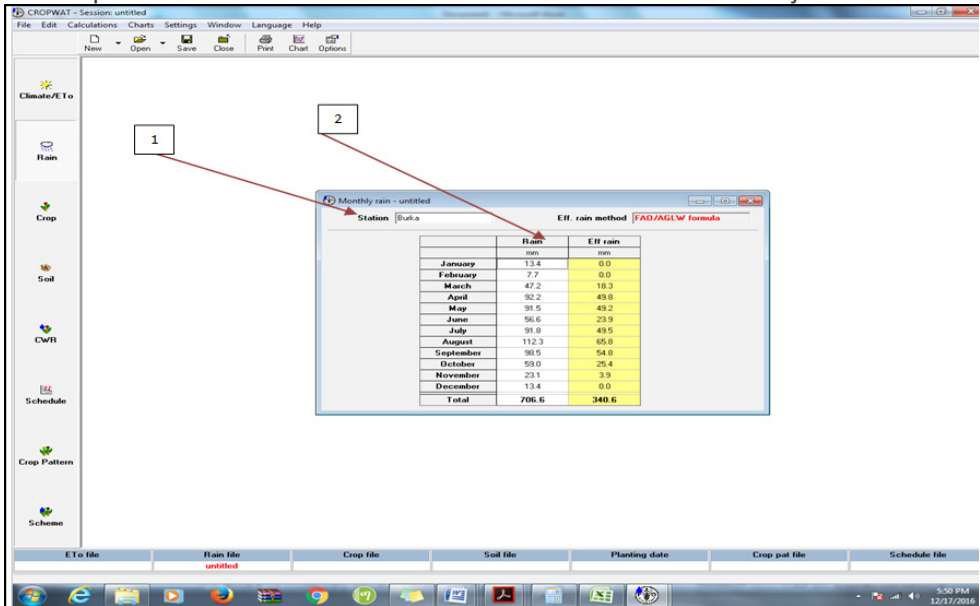 CROPWAT - Session: untitled
File Edit Calculations Charts Settings Window Language Help
New Open Save Close Print Chart Options
Climate/ETo
Rain
Crop
Soil
CWR
Schedule
Crop Pattern
Scheme
1
2
Monthly rain - untitled
Station Burka Eff. rain method FAO/AGLW formula
Rain Eff rain
mm mm
January 13.4 0.0
February 7.7 0.0
March 47.2 18.3
April 92.2 49.8
May 91.5 49.2
June 56.6 23.9
July 91.8 49.5
August 112.3 65.8
September 98.5 54.8
October 59.0 25.4
November 23.1 3.9
December 13.4 0.0
Total 706.6 340.6
ETo file Rain file Crop file Soil file Planting date Crop pat file Schedule file
untitled
5:50 PM
12/17/2016